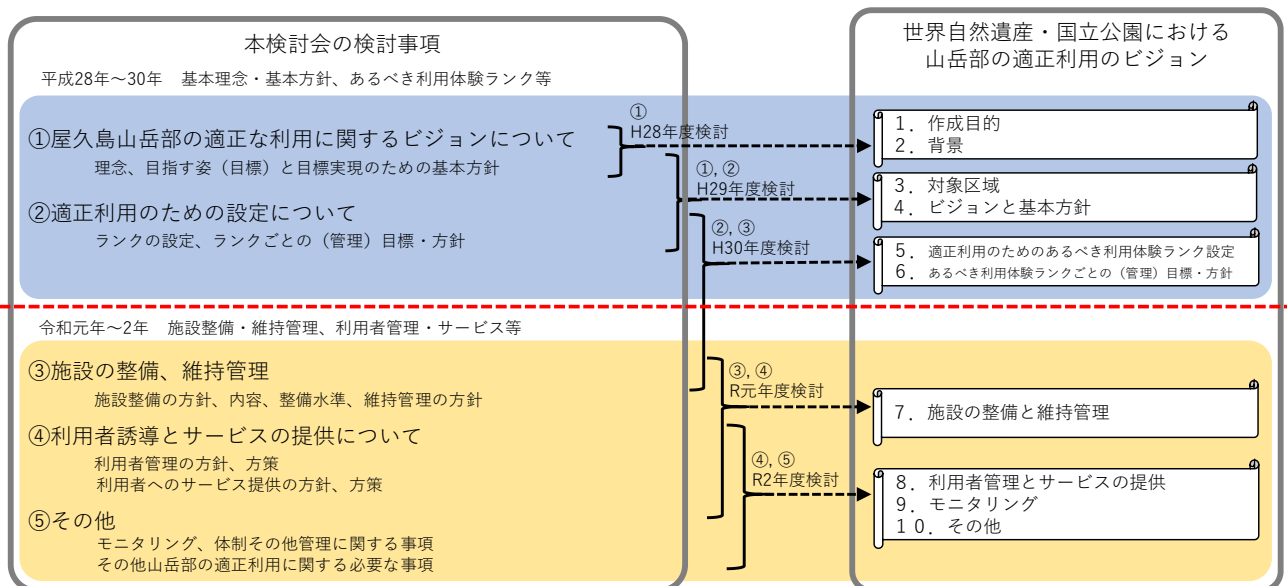 本検討会の検討事項
平成28年～30年　基本理念・基本方針、あるべき利用体験ランク等
①屋久島山岳部の適正な利用に関するビジョンについて
理念、目指す姿（目標）と目標実現のための基本方針
②適正利用のための設定について
ランクの設定、ランクごとの（管理）目標・方針
令和元年～2年　施設整備・維持管理、利用者管理・サービス等
③施設の整備、維持管理
施設整備の方針、内容、整備水準、維持管理の方針
④利用者誘導とサービスの提供について
利用者管理の方針、方策
利用者へのサービス提供の方針、方策
⑤その他
モニタリング、体制その他管理に関する事項
その他山岳部の適正利用に関する必要な事項
①
H28年度検討
①, ②
H29年度検討
②, ③
H30年度検討
③, ④
R元年度検討
④, ⑤
R2年度検討
世界自然遺産・国立公園における
山岳部の適正利用のビジョン
１．作成目的
２．背景
３．対象区域
４．ビジョンと基本方針
５．適正利用のためのあるべき利用体験ランク設定
６．あるべき利用体験ランクごとの（管理）目標・方針
７．施設の整備と維持管理
８．利用者管理とサービスの提供
９．モニタリング
１０．その他